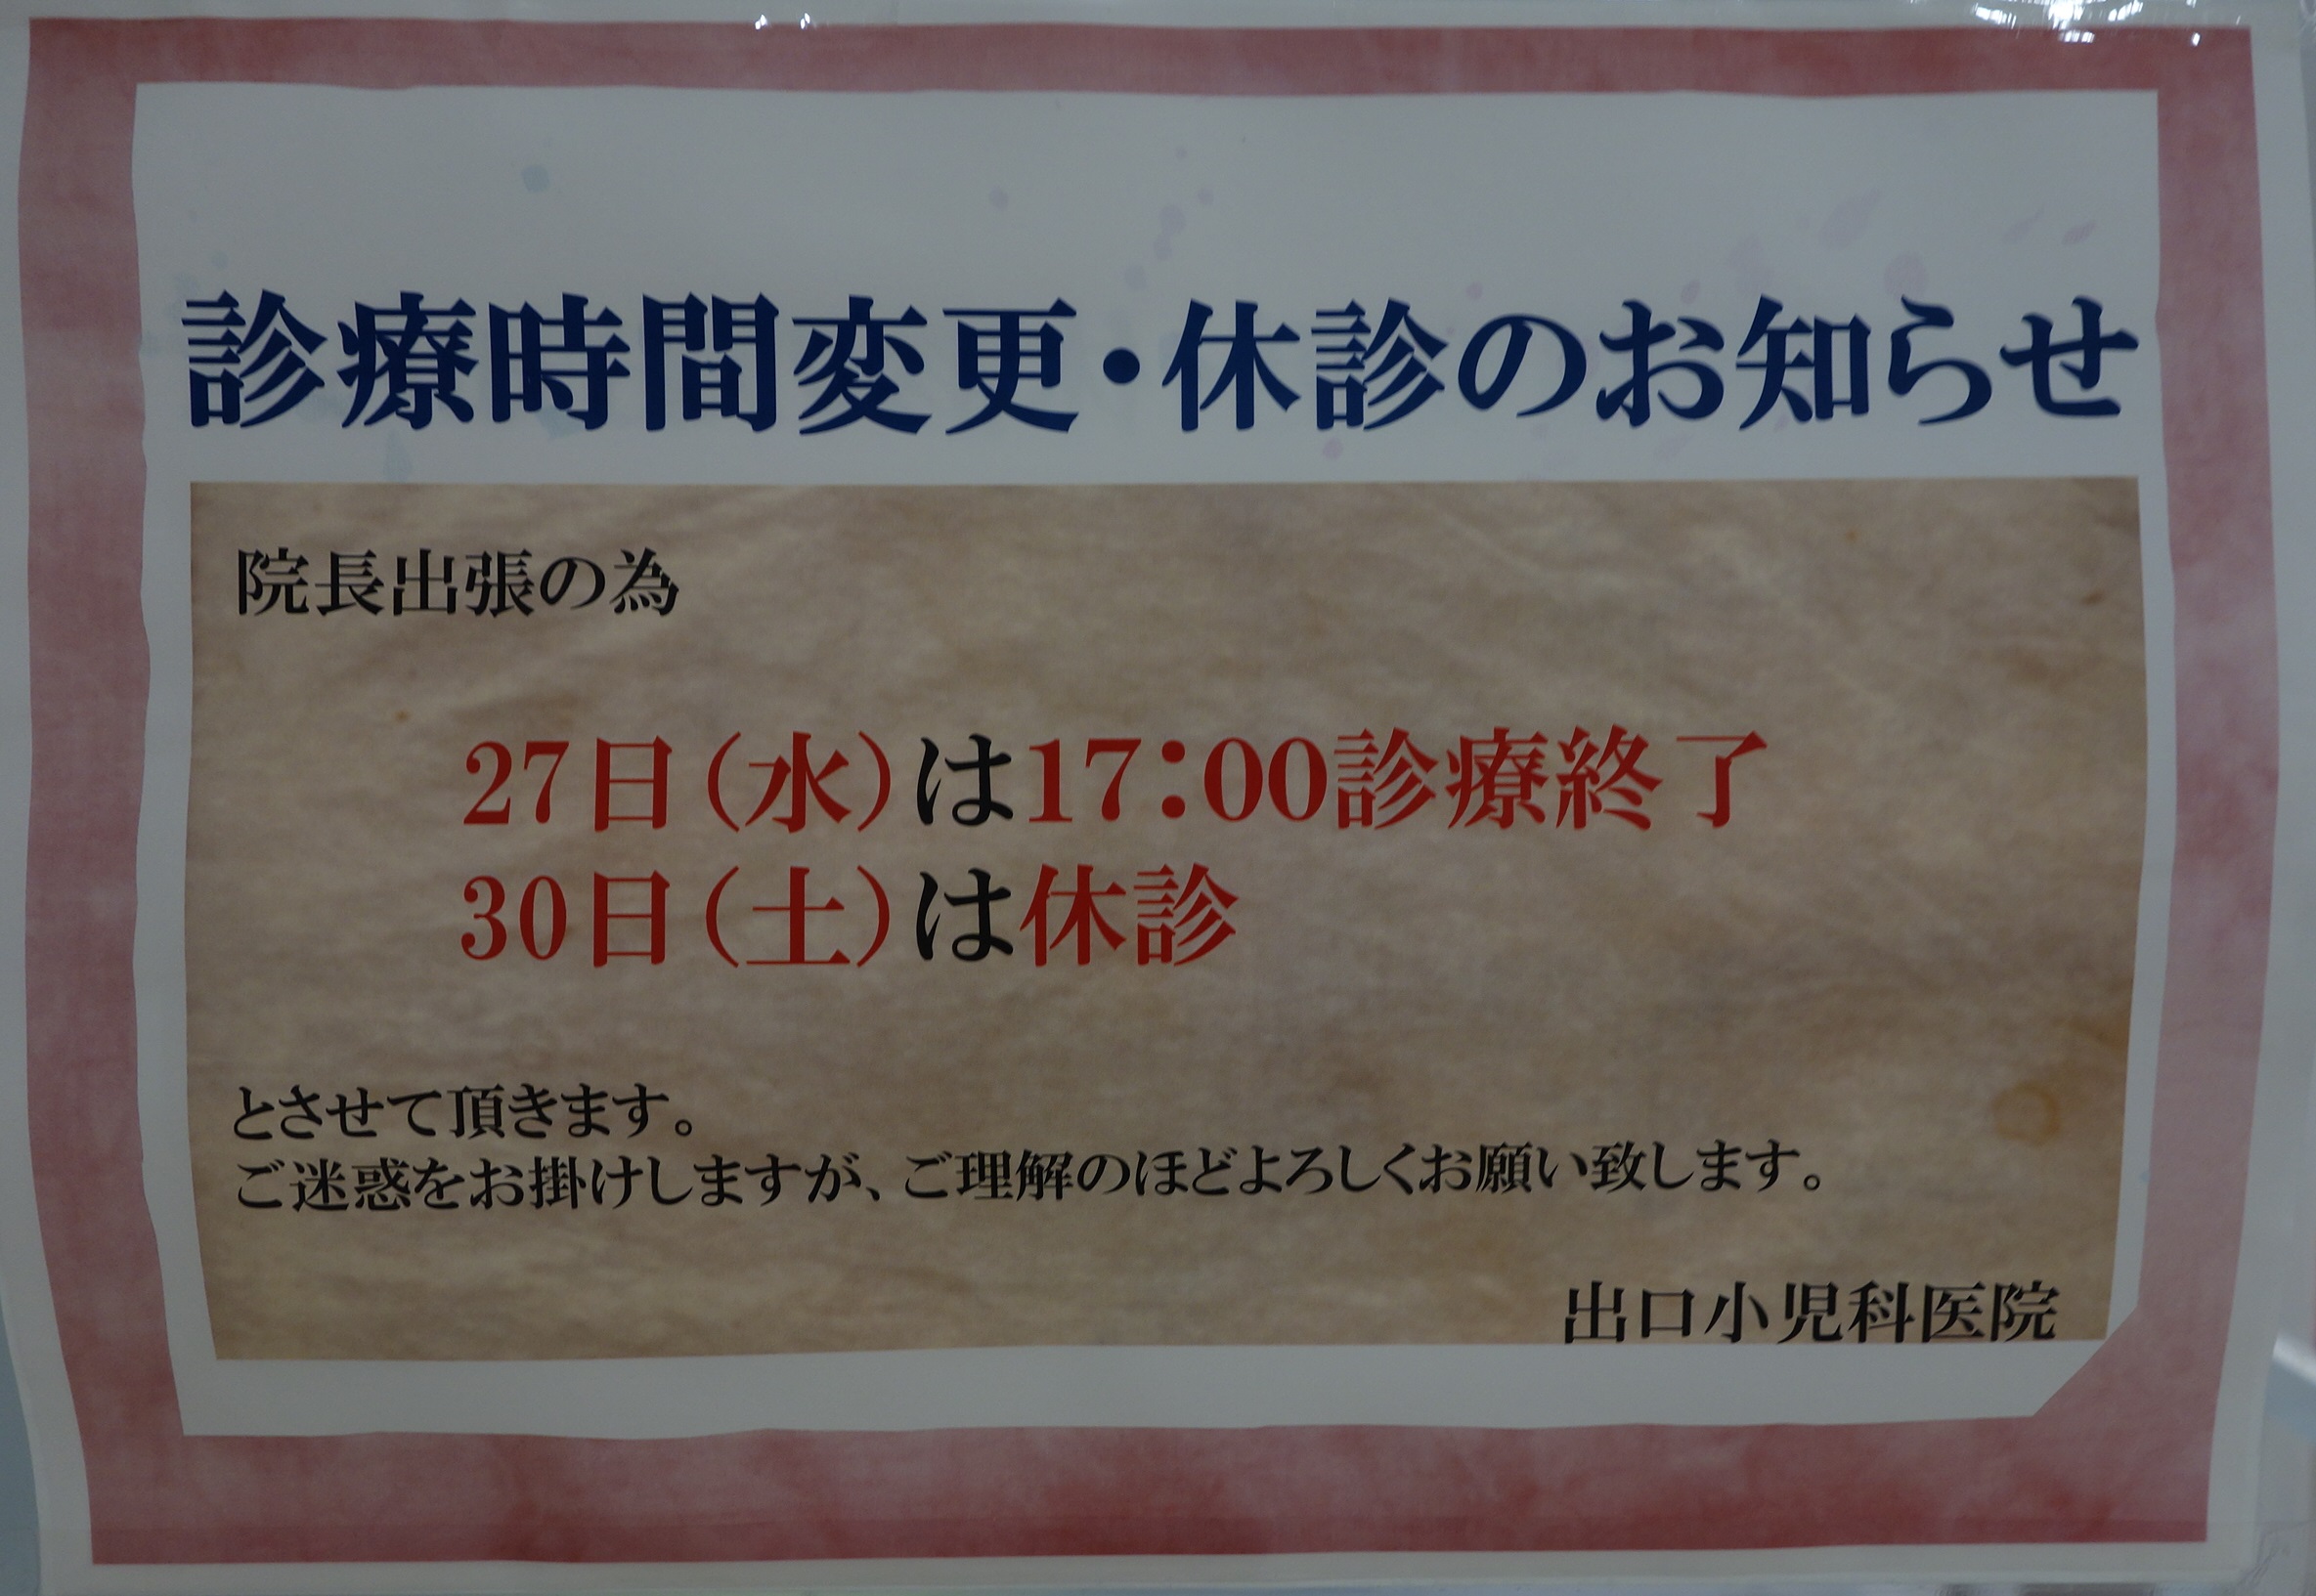 診療時間変更・休診のお知らせ
院長出張の為
27日（水）は17：00診療終了
30日（土）は休診
とさせて頂きます。
ご迷惑をお掛けしますが、ご理解のほどよろしくお願い致します。
出口小児科医院